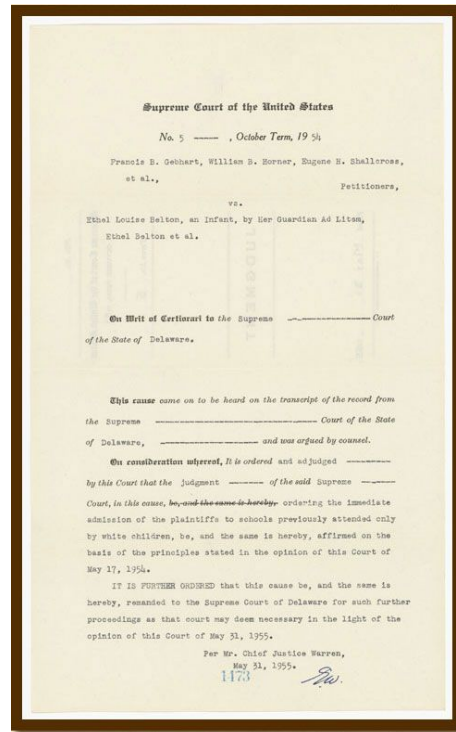 Supreme Court of the United States
No. 5 ——— , October Term, 19 54
Francis B. Gebhart, William B. Horner, Eugene H. Shallcross,
et al.,
Petitioners,
vs.
Ethel Louise Belton, an Infant, by Her Guardian Ad Litem,
Ethel Belton et al.
On Writ of Certiorari to the Supreme ——— Court
of the State of Delaware.
This cause came on to be heard on the transcript of the record from
the Supreme ——— Court of the State
of Delaware, ——— and was argued by counsel.
On consideration whereof, It is ordered and adjudged ———
by this Court that the judgment ——— of the said Supreme ———
Court, in this cause, be, and the same is hereby, ordering the immediate
admission of the plaintiffs to schools previously attended only
by white children, be, and the same is hereby, affirmed on the
basis of the principles stated in the opinion of this Court of
May 17, 1954.
IT IS FURTHER ORDERED that this cause be, and the same is
hereby, remanded to the Supreme Court of Delaware for such further
proceedings as that court may deem necessary in the light of the
opinion of this Court of May 31, 1955.
Per Mr. Chief Justice Warren,
May 31, 1955.
1473
E.W.